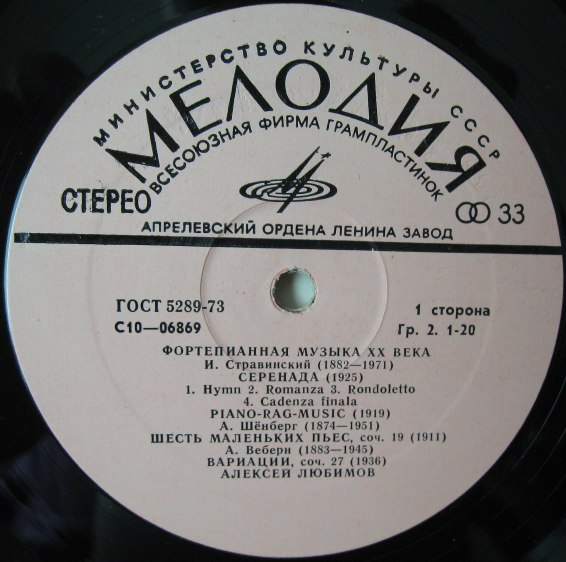 МИНИСТЕРСТВО КУЛЬТУРЫ СССР
МЕЛОДИЯ
ВСЕСОЮЗНАЯ ФИРМА ГРАМПЛАСТИНОК
СТЕРЕО
33
АПРЕЛЕВСКИЙ ОРДЕНА ЛЕНИНА ЗАВОД
ГОСТ 5289-73
1 сторона
С10—06869
Гр. 2. 1-20
ФОРТЕПИАННАЯ МУЗЫКА XX ВЕКА
И. Стравинский (1882—1971)
СЕРЕНАДА (1925)
1. Hymn 2. Romanza 3. Rondoletto
4. Cadenza finala
PIANO-RAG-MUSIC (1919)
А. Шёнберг (1874—1951)
ШЕСТЬ МАЛЕНЬКИХ ПЬЕС, соч. 19 (1911)
А. Веберн (1883—1945)
ВАРИАЦИИ, соч. 27 (1936)
АЛЕКСЕЙ ЛЮБИМОВ